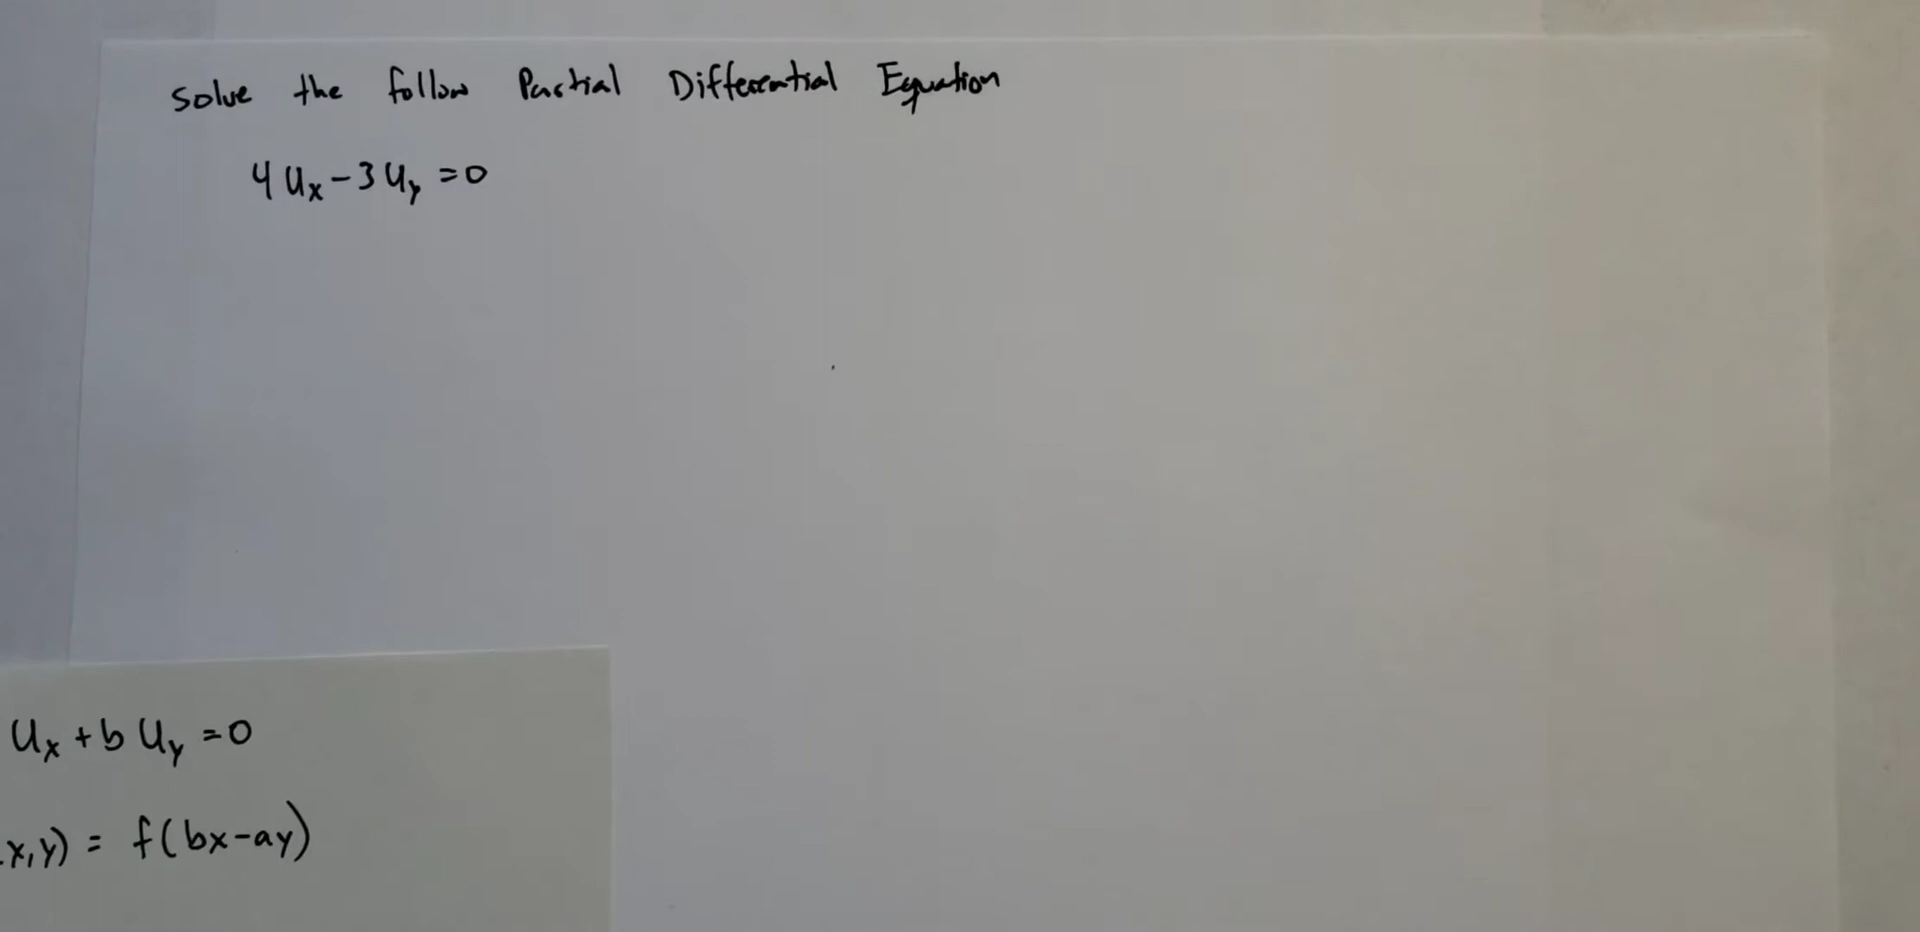 Solve the follow Partial Differential Equation
4 Ux - 3 Uy = 0
Ux + b Uy = 0
x,y) = f(bx-ay)